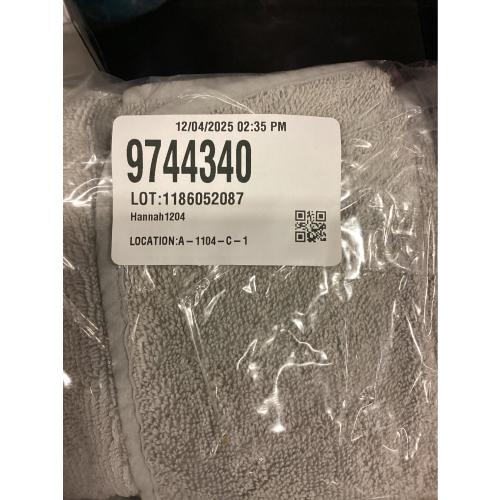 12/04/2025 02:35 PM
9744340
LOT:1186052087
Hannah1204
LOCATION:A – 1104 – C – 1